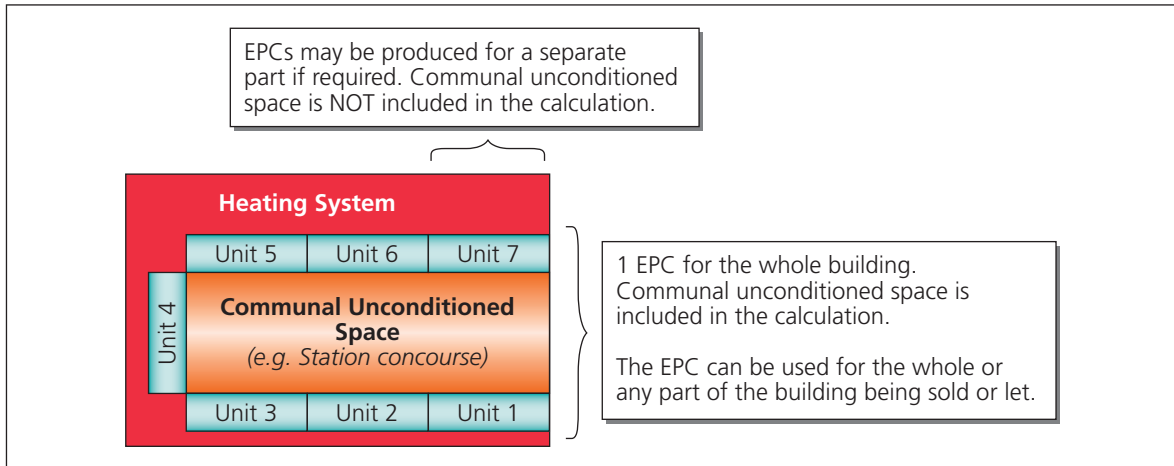 EPCs may be produced for a separate
part if required. Communal unconditioned
space is NOT included in the calculation.
Heating System
Unit 5
Unit 6
Unit 7
Unit 4
Communal Unconditioned
Space
(e.g. Station concourse)
Unit 3
Unit 2
Unit 1
1 EPC for the whole building.
Communal unconditioned space is
included in the calculation.
The EPC can be used for the whole or
any part of the building being sold or let.